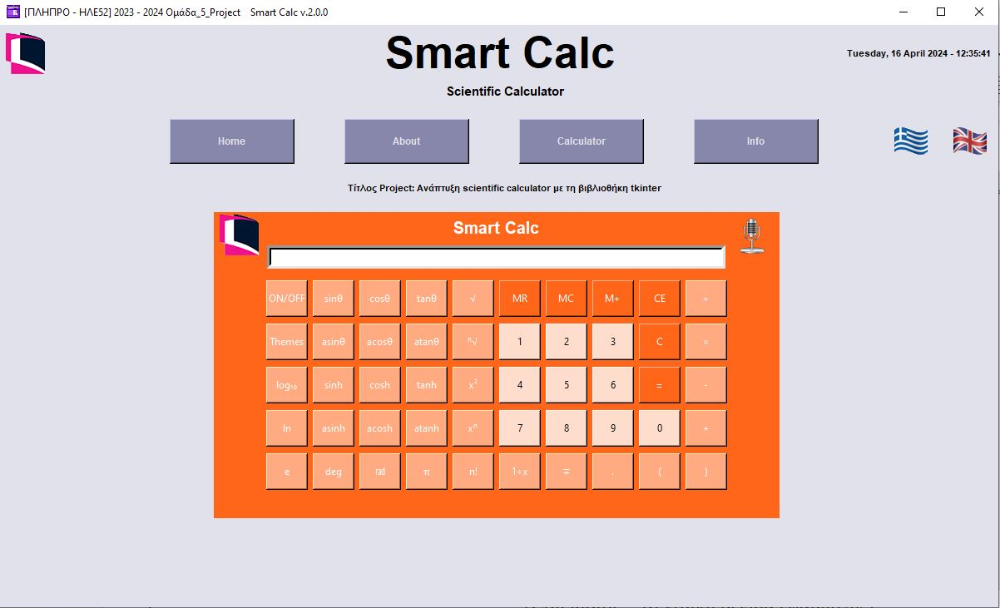 [ΠΛΗΠΡΟ - ΗΛΕ52] 2023 - 2024 Ομάδα_5_Project Smart Calc v.2.0.0
Smart Calc
Tuesday, 16 April 2024 - 12:35:41
Scientific Calculator
Home About Calculator Info
Τίτλος Project: Ανάπτυξη scientific calculator με τη βιβλιοθήκη tkinter
Smart Calc
ON/OFF sinθ cosθ tanθ √ MR MC M+ CE ÷
Themes asinθ acosθ atanθ ⁿ√ 1 2 3 C ×
log₁₀ sinh cosh tanh x² 4 5 6 = -
ln asinh acosh atanh xⁿ 7 8 9 0 +
e deg rad π n! 1÷x ∓ . ( )